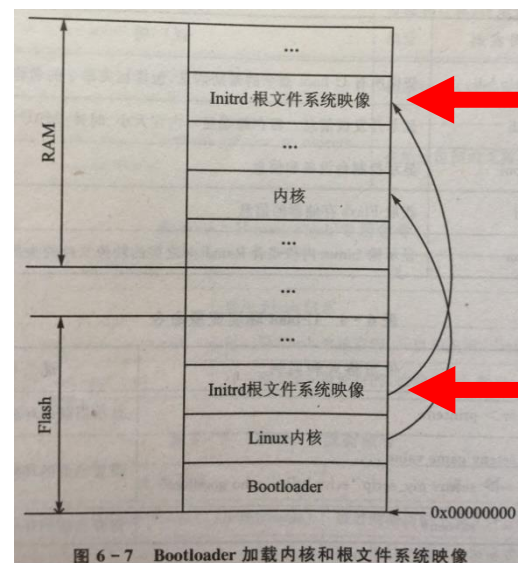 ...
Initrd 根文件系统映像
...
RAM
内核
...
...
...
Initrd根文件系统映像
Flash
Linux内核
Bootloader
0x00000000
图 6-7 Bootloader 加载内核和根文件系统映像